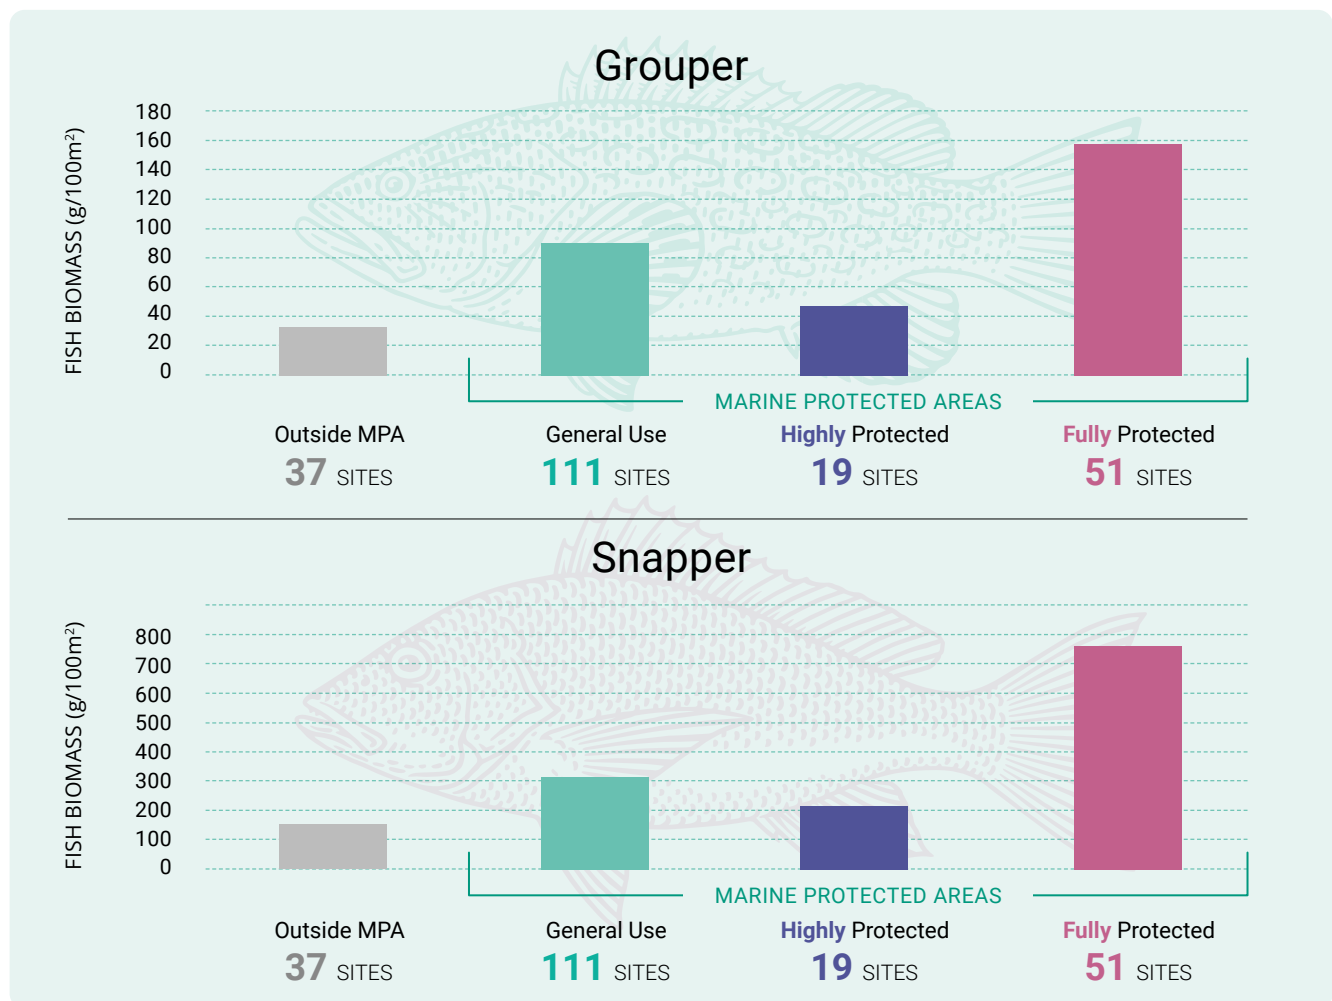 Grouper
FISH BIOMASS (g/100m²)
180
160
140
120
100
80
60
40
20
0
MARINE PROTECTED AREAS
Outside MPA General Use Highly Protected Fully Protected
37 SITES 111 SITES 19 SITES 51 SITES
Snapper
FISH BIOMASS (g/100m²)
800
700
600
500
400
300
200
100
0
MARINE PROTECTED AREAS
Outside MPA General Use Highly Protected Fully Protected
37 SITES 111 SITES 19 SITES 51 SITES